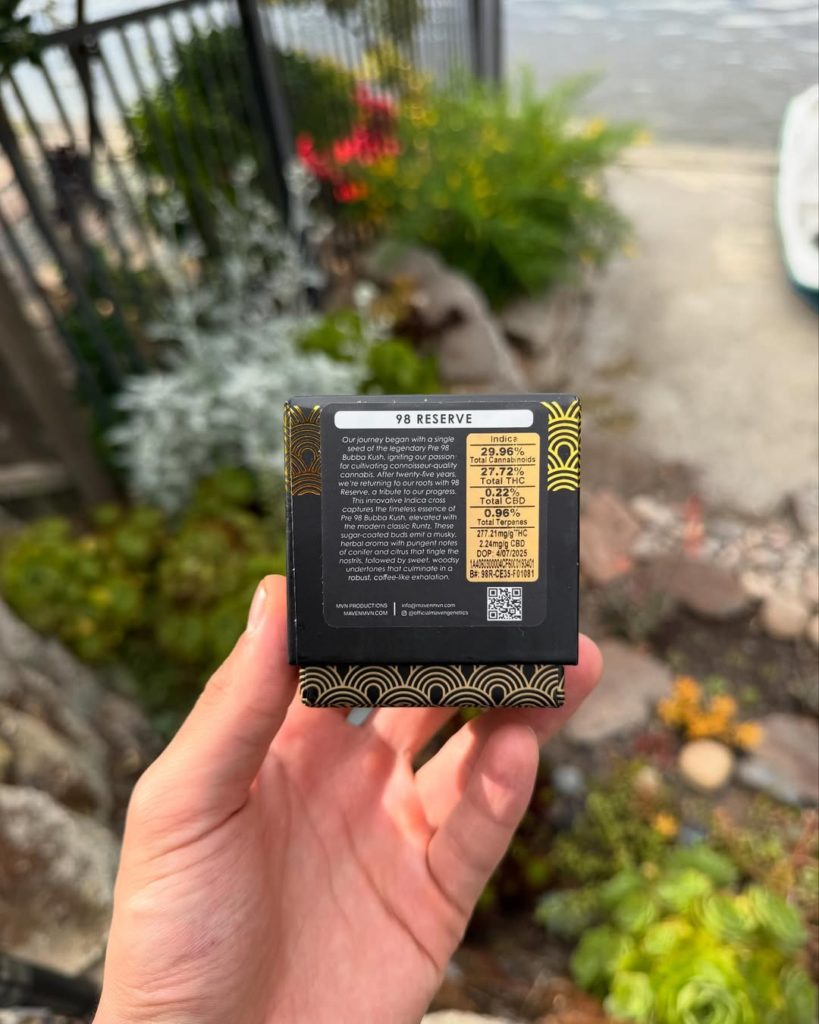 98 RESERVE
Our journey began with a single
seed of the legendary Pre 98
Bubba Kush, igniting our passion
for cultivating connoisseur-quality
cannabis. After twenty-five years,
we're returning to our roots with 98
Reserve, a tribute to our progress.
This innovative Indica cross
captures the timeless essence of
Pre 98 Bubba Kush, elevated with
the modern classic Runtz. These
sugar-coated buds emit a musky,
herbal aroma with pungent notes
of conifer and citrus that tingle the
nostrils, followed by sweet, woodsy
undertones that culminate in a
robust, coffee-like exhalation.
Indica
29.96%
Total Cannabinoids
27.72%
Total THC
0.22%
Total CBD
0.96%
Total Terpenes
277.21mg/g THC
2.24mg/g CBD
DOP: 4/07/2025
B#: 98R-CE35-F01081
MVN PRODUCTIONS
MAVENMVN.COM
info@mavenmvn.com
@officialmavengenetics